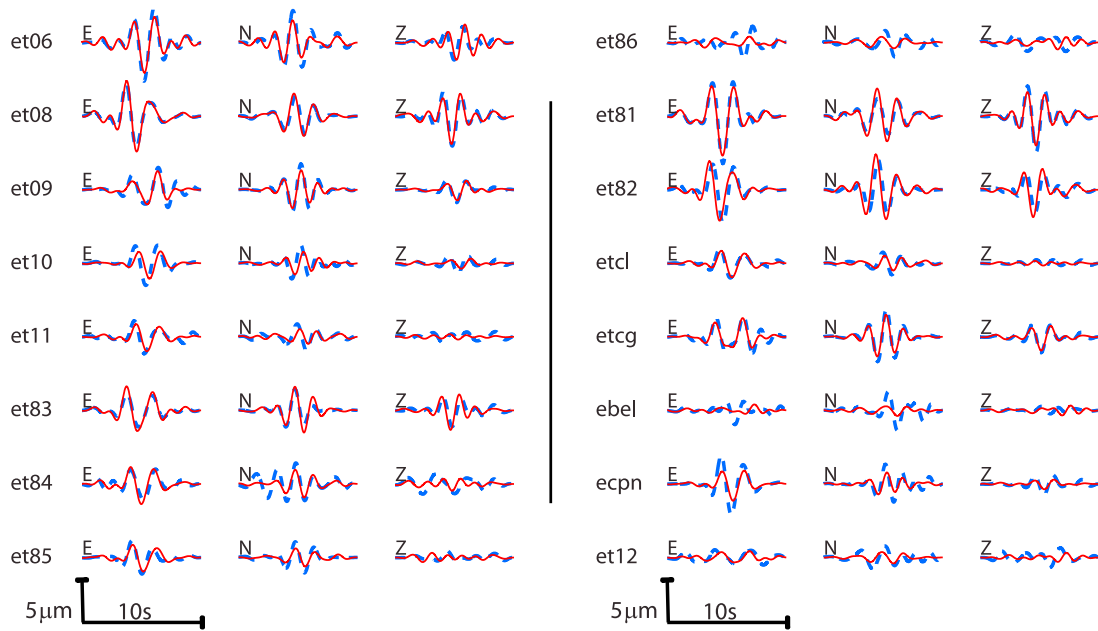 et06 E N Z
et08 E N Z
et09 E N Z
et10 E N Z
et11 E N Z
et83 E N Z
et84 E N Z
et85 E N Z
5μm 10s
et86 E N Z
et81 E N Z
et82 E N Z
etcl E N Z
etcg E N Z
ebel E N Z
ecpn E N Z
et12 E N Z
5μm 10s